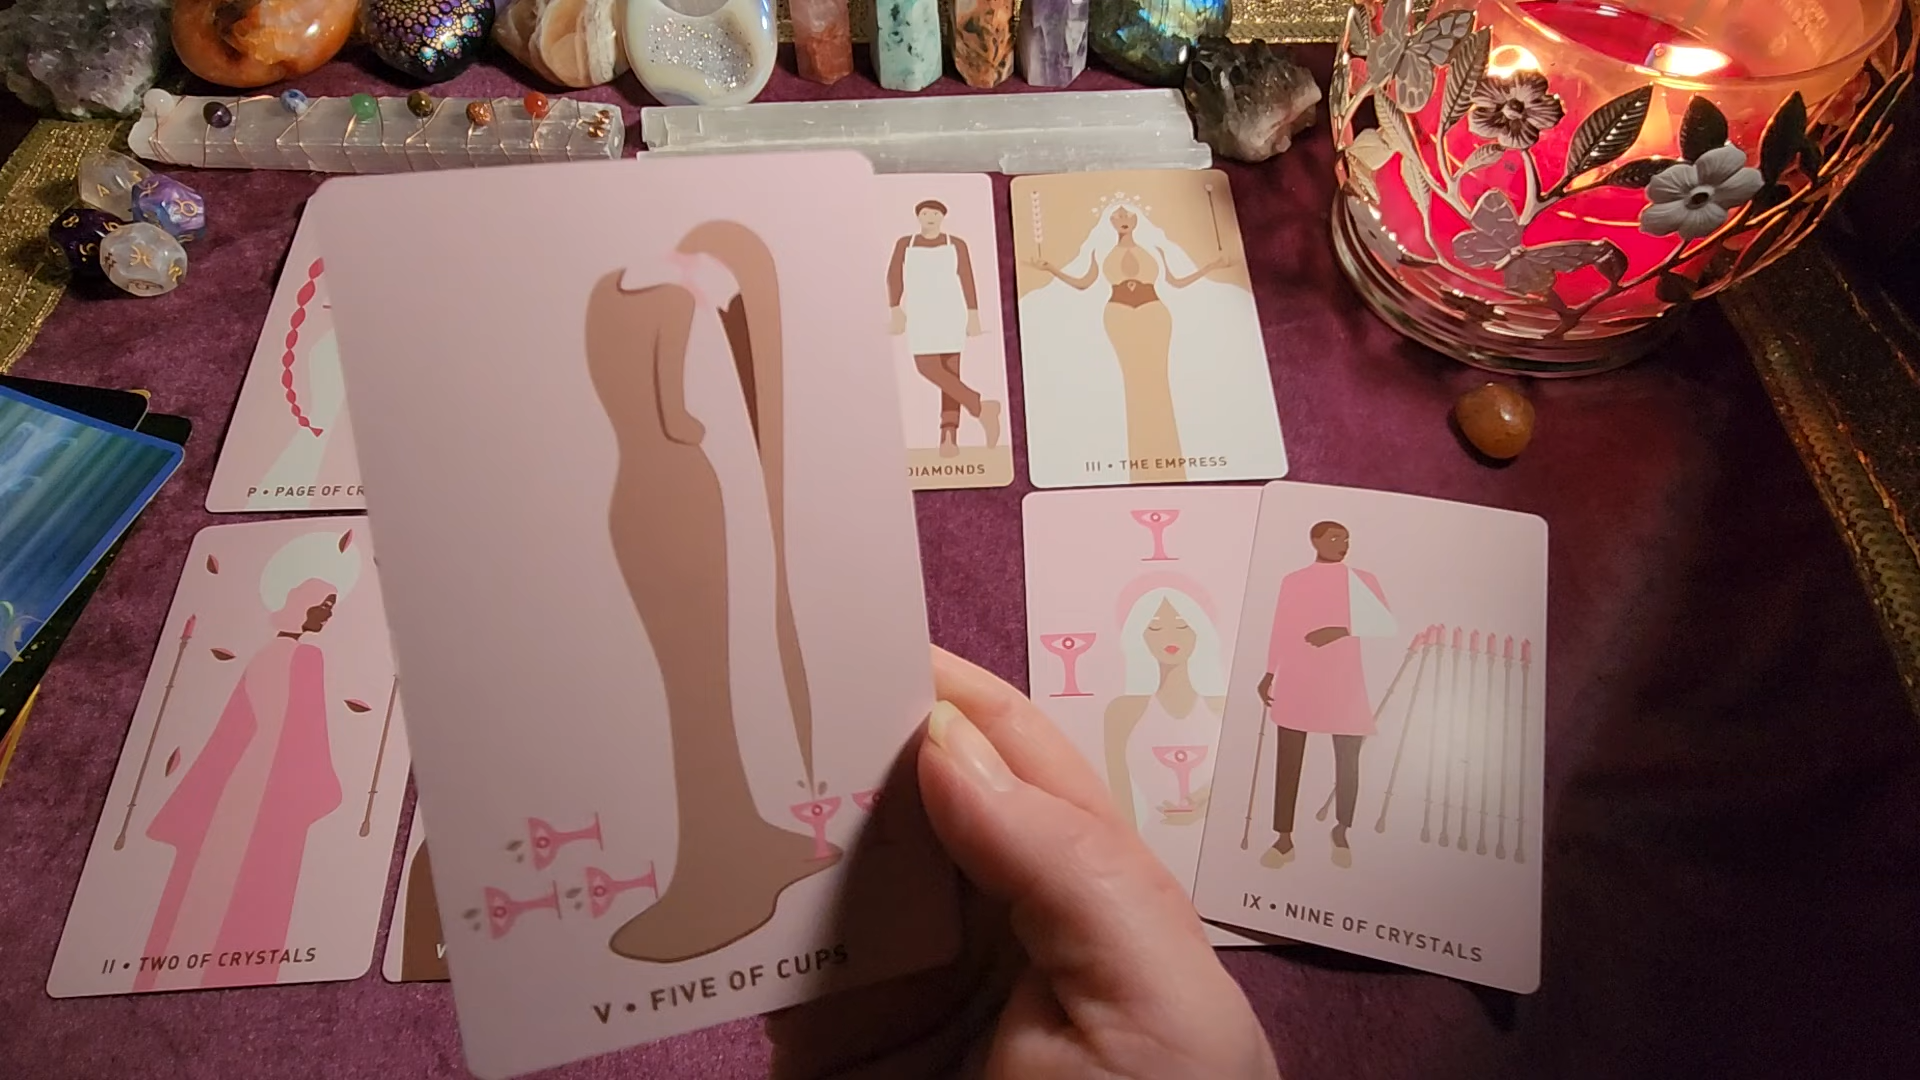 P • PAGE OF CR
DIAMONDS
III • THE EMPRESS
II • TWO OF CRYSTALS
V • FIVE OF CUPS
IX • NINE OF CRYSTALS